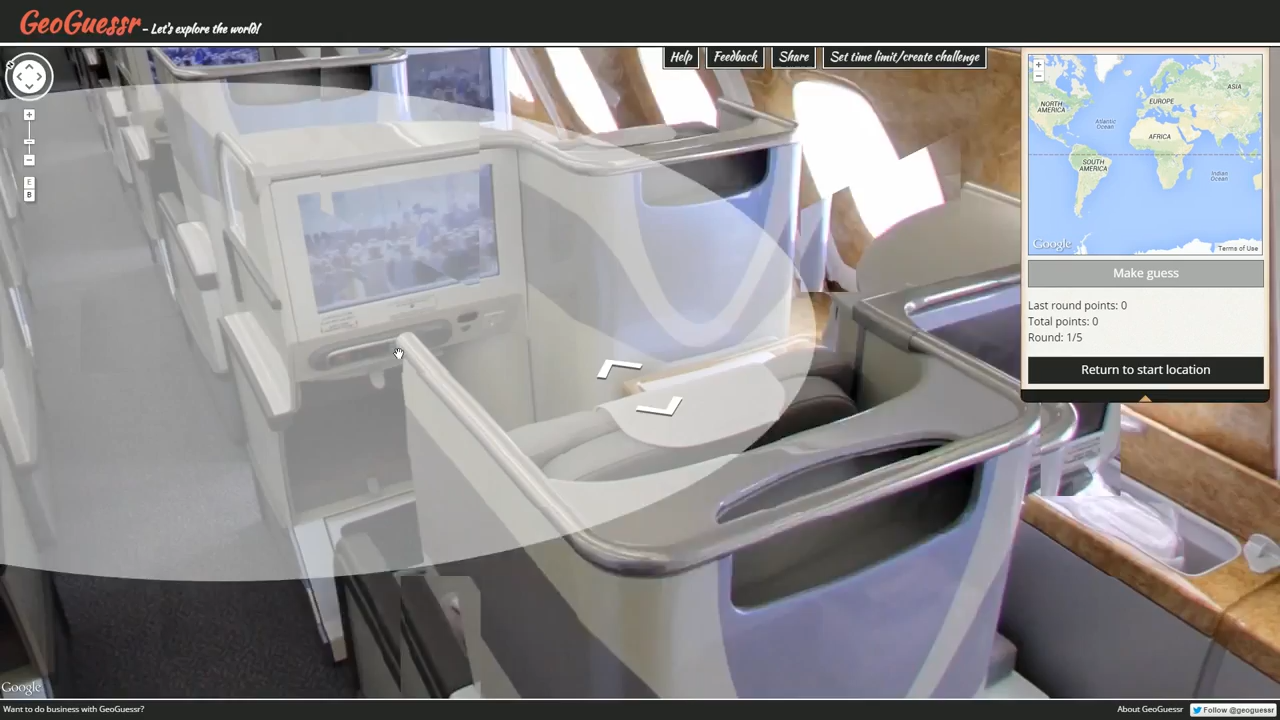 GeoGuessr - Let's explore the world!
Help
Feedback
Share
Set time limit/create challenge
+
−
E
B
+
−
NORTH
AMERICA
Atlantic
Ocean
EUROPE
ASIA
AFRICA
SOUTH
AMERICA
Indian
Ocean
Google
Terms of Use
Make guess
Last round points: 0
Total points: 0
Round: 1/5
Return to start location
Google
Want to do business with GeoGuessr?
About GeoGuessr
Follow @geoguessr